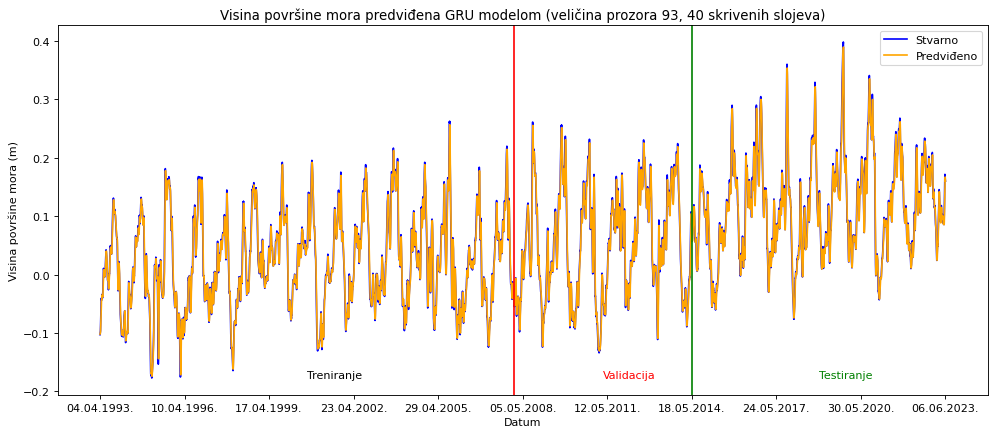 Visina površine mora predviđena GRU modelom (veličina prozora 93, 40 skrivenih slojeva)
Stvarno
Predviđeno
Visina površine mora (m)
0.4
0.3
0.2
0.1
0.0
−0.1
−0.2
Treniranje
Validacija
Testiranje
04.04.1993.
10.04.1996.
17.04.1999.
23.04.2002.
29.04.2005.
05.05.2008.
12.05.2011.
18.05.2014.
24.05.2017.
30.05.2020.
06.06.2023.
Datum